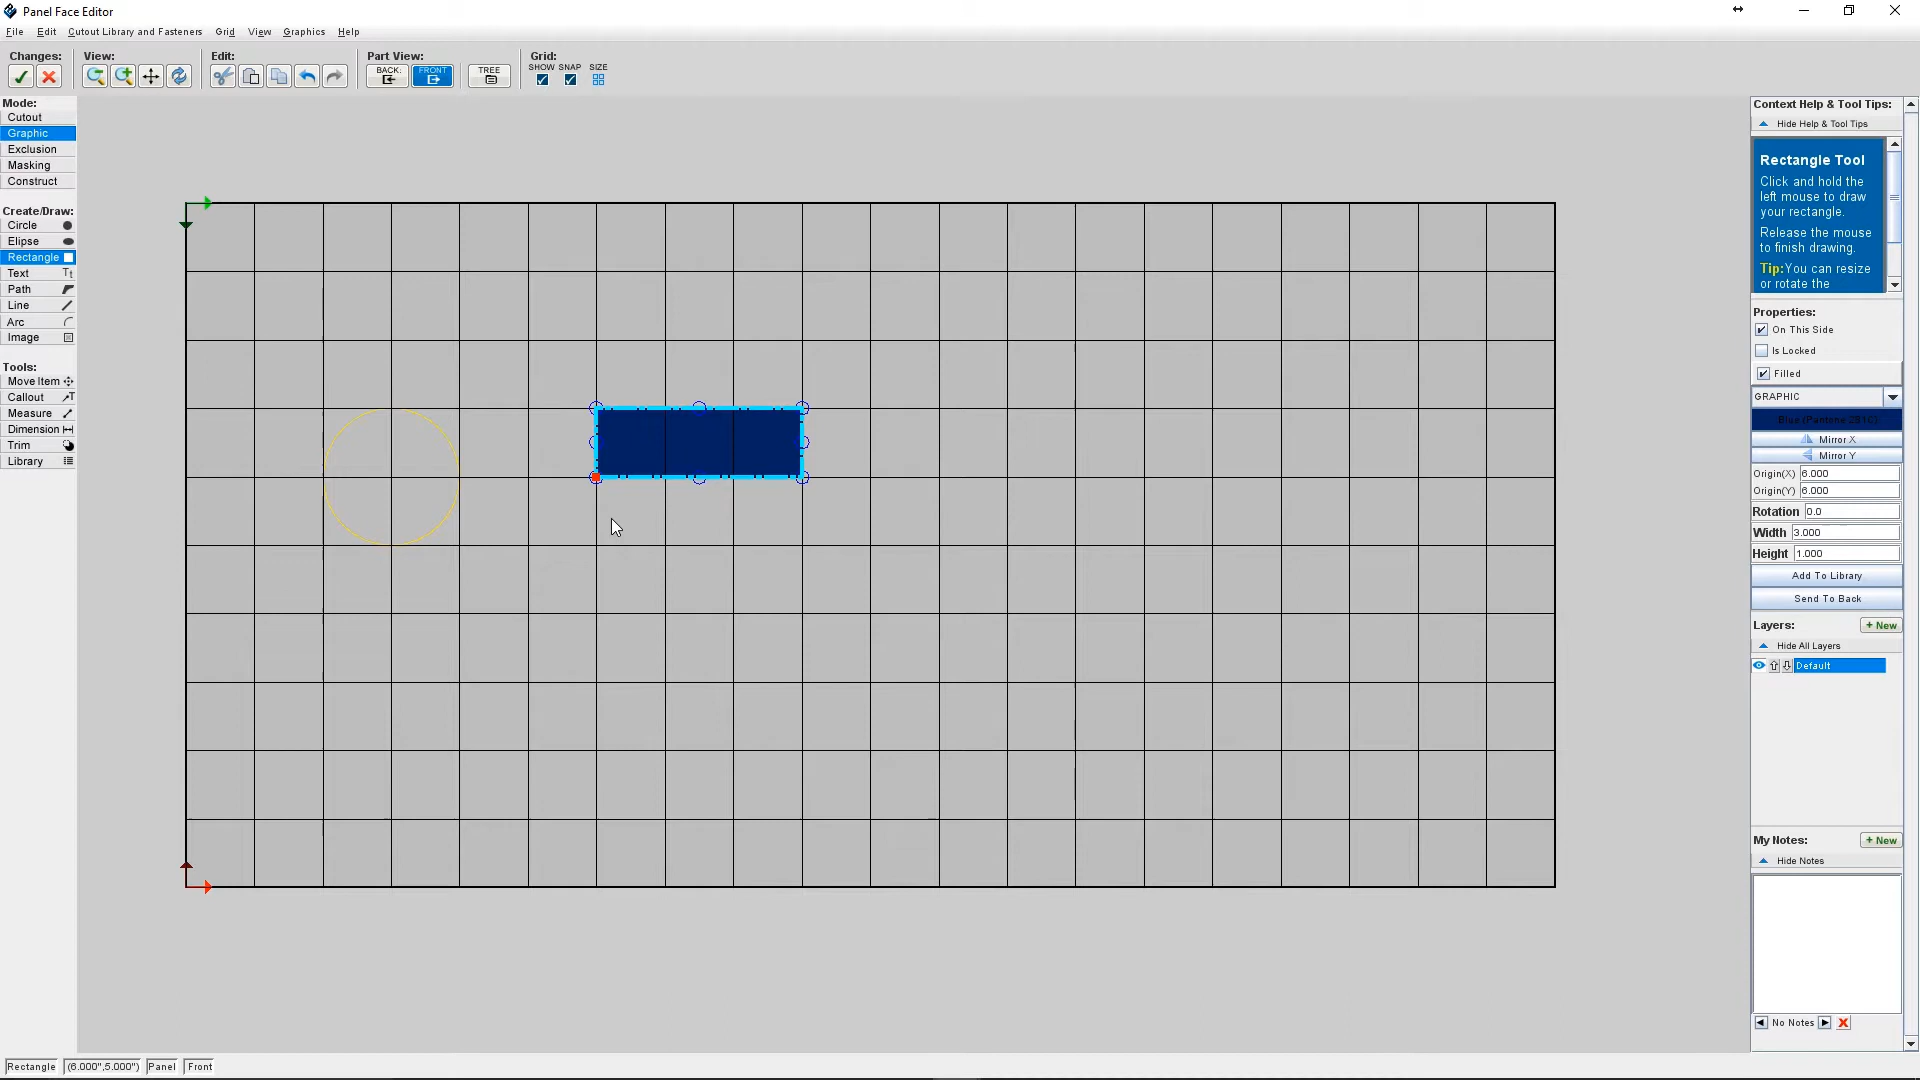 Panel Face Editor
File Edit Cutout Library and Fasteners Grid View Graphics Help
Changes: View: Edit: Part View: Grid:
BACK: FRONT TREE SHOW SNAP SIZE
Mode:
Cutout
Graphic
Exclusion
Masking
Construct
Create/Draw:
Circle
Elipse
Rectangle
Text Tt
Path
Line
Arc
Image
Tools:
Move Item
Callout
Measure
Dimension
Trim
Library
Context Help & Tool Tips:
Hide Help & Tool Tips
Rectangle Tool
Click and hold the
left mouse to draw
your rectangle.
Release the mouse
to finish drawing.
Tip:You can resize
or rotate the
Properties:
On This Side
Is Locked
Filled
GRAPHIC
Blue (Pantone
Mirror X
Mirror Y
Origin(X) 6.000
Origin(Y) 6.000
Rotation 0.0
Width 3.000
Height 1.000
Add To Library
Send To Back
Layers: + New
Hide All Layers
Default
My Notes: + New
Hide Notes
No Notes
Rectangle (6.000",5.000") Panel Front